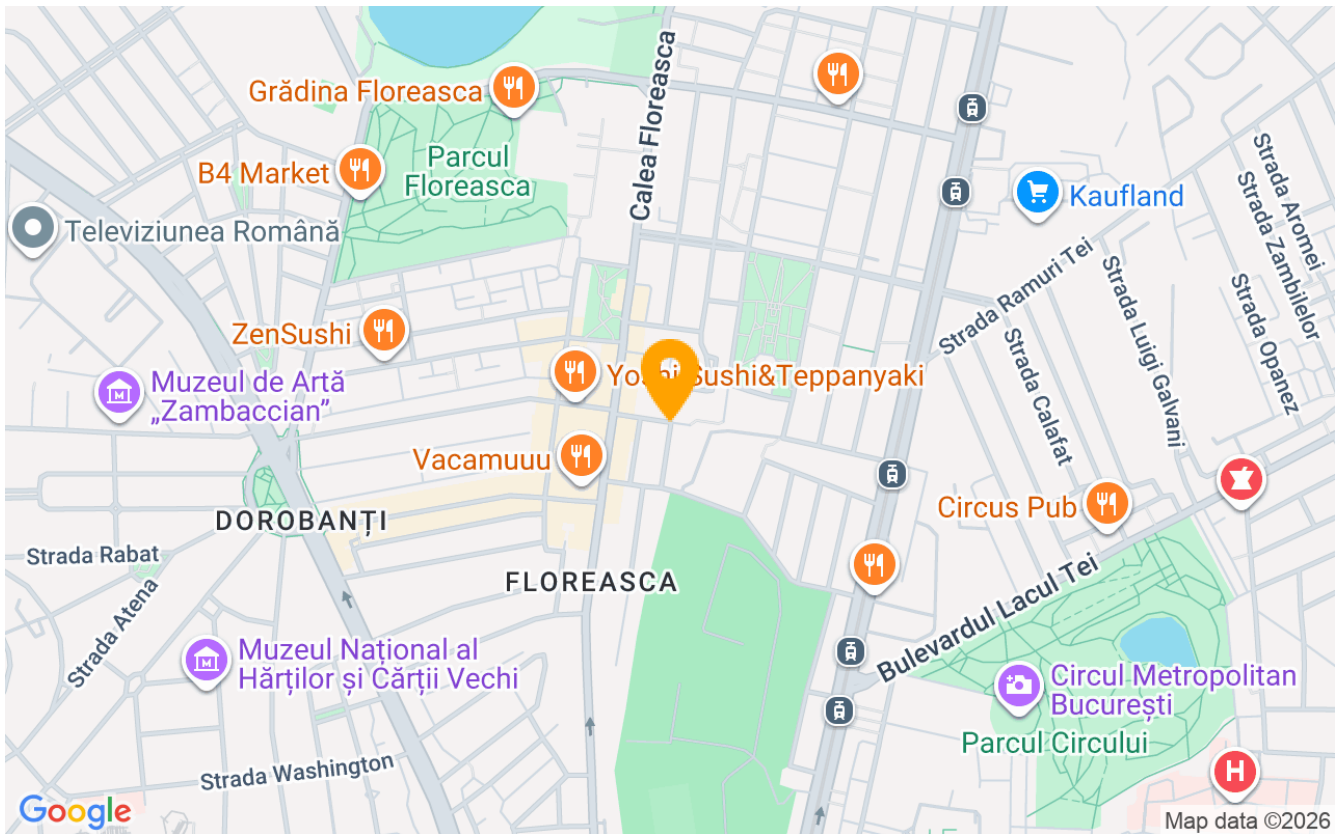 Grădina Floreasca
B4 Market
Parcul
Floreasca
Calea Floreasca
Televiziunea Română
Kaufland
Strada Aromei
Strada Zambilelor
Strada Ramuri Tei
Strada Luigi Galvani
Strada Opanez
Strada Calafat
ZenSushi
Muzeul de Artă
„Zambaccian”
Sushi&Teppanyaki
Vacamuuu
Circus Pub
DOROBANȚI
Strada Rabat
Strada Atena
FLOREASCA
Bulevardul Lacul Tei
Muzeul Național al
Hărților și Cărții Vechi
Circul Metropolitan
București
Parcul Circului
Strada Washington
H
Google
Map data ©2026